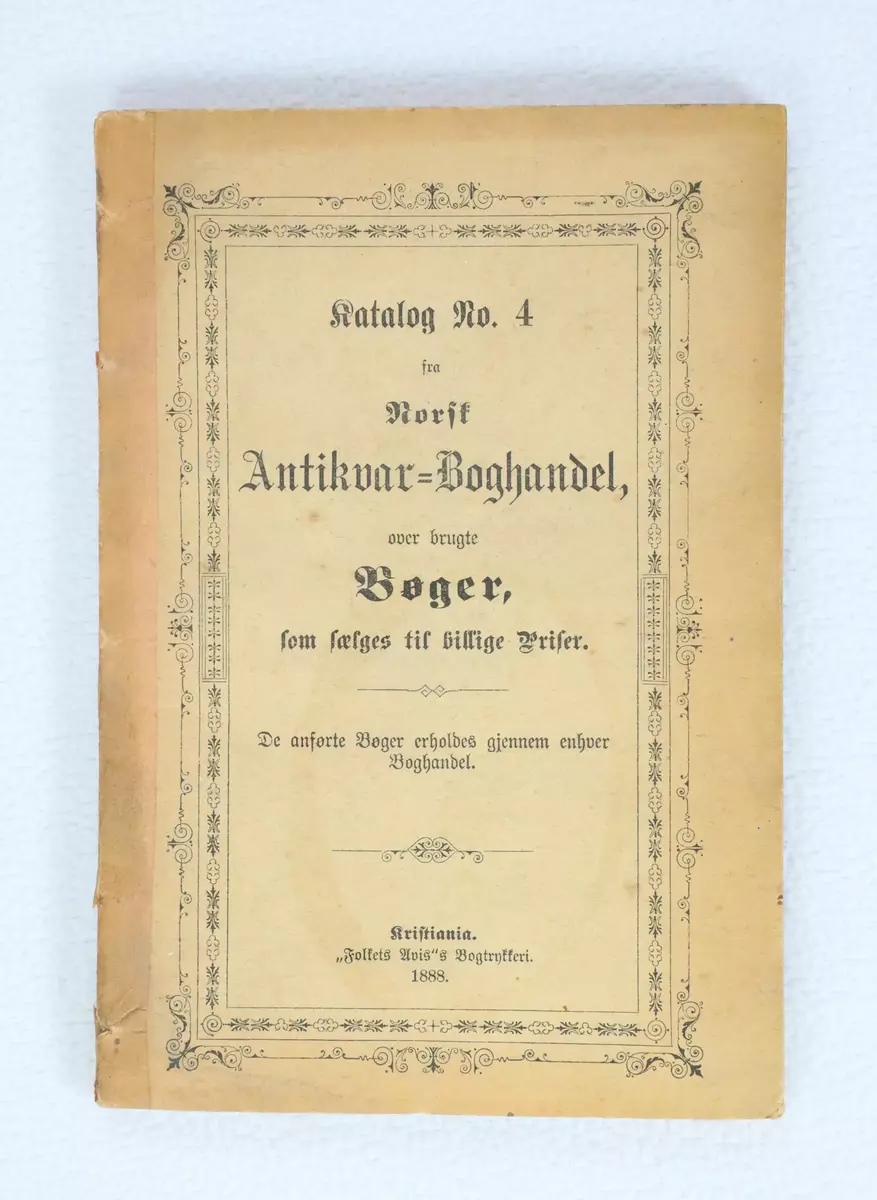 Katalog No. 4
fra
Norsk
Antikvar=Boghandel,
over brugte
Bøger,
som sælges til billige Priser.
De anførte Bøger erholdes gjennem enhver
Boghandel.
Kristiania.
„Folkets Avis“s Bogtrykkeri.
1888.